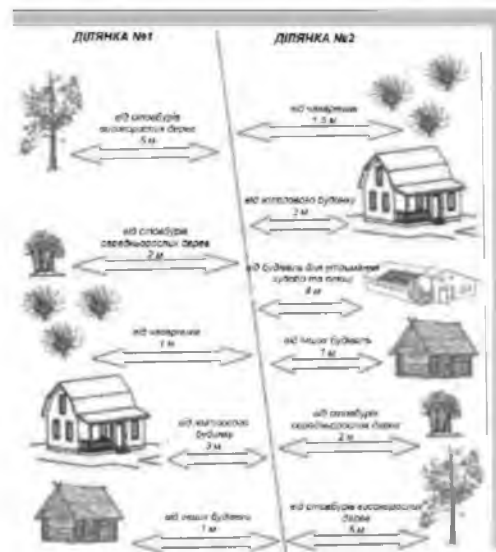 ДІЛЯНКА №1
ДІЛЯНКА №2
від стовбурів
високорослих дерев
5 м
від чагарників
від житлового будинку
3 м
від стовбурів
середньорослих дерев
2 м
від будівель для утримання
худоби та птиці
4 м
від чагарників
1 м
від інших будівель
1 м
від житлового
будинку
3 м
від стовбурів
середньорослих дерев
2 м
від інших будівель
1 м
від стовбурів високорослих
дерев
5 м